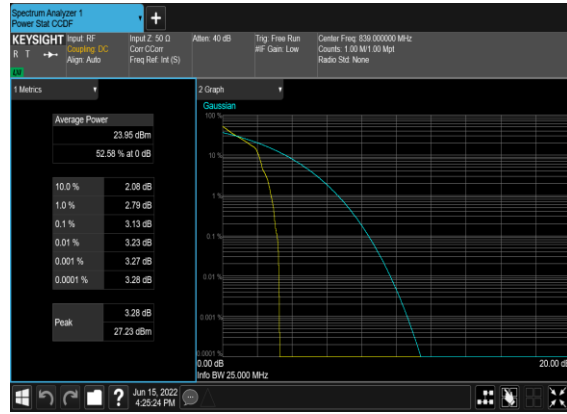 Spectrum Analyzer 1
Power Stat CCDF
+
KEYSIGHT
R T
LXI
Input: RF
Coupling: DC
Align: Auto
Input Z: 50 Ω
Corr CCorr
Freq Ref: Int (S)
Atten: 40 dB
Trig: Free Run
#IF Gain: Low
Center Freq: 839.000000 MHz
Counts: 1.00 M/1.00 Mpt
Radio Std: None
1 Metrics
Average Power
23.95 dBm
52.58 % at 0 dB
10.0 % 2.08 dB
1.0 % 2.79 dB
0.1 % 3.13 dB
0.01 % 3.23 dB
0.001 % 3.27 dB
0.0001 % 3.28 dB
Peak
3.28 dB
27.23 dBm
2 Graph
Gaussian
100 %
10 %
1 %
0.1 %
0.01 %
0.001 %
0.0001 %
0.00 dB
20.00 dB
Info BW 25.000 MHz
?
Jun 15, 2022
4:25:24 PM